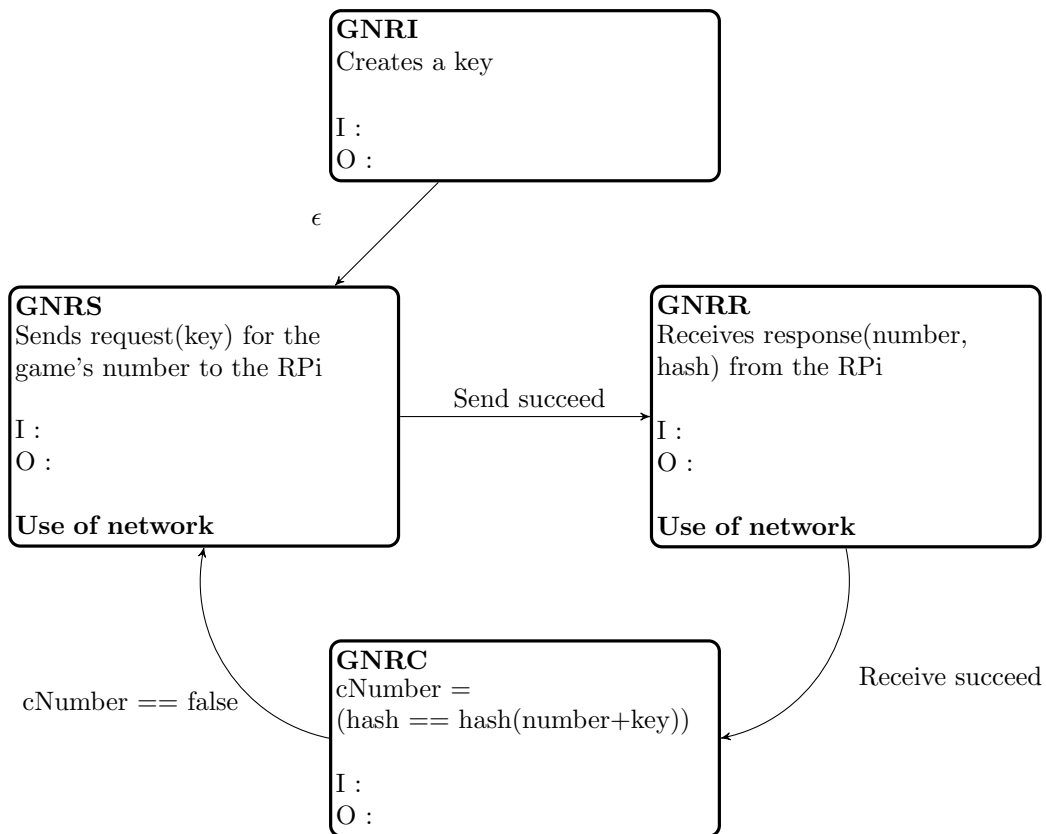 GNRI
Creates a key
I :
O :
ϵ
GNRS
Sends request(key) for the
game's number to the RPi
I :
O :
Use of network
Send succeed
GNRR
Receives response(number,
hash) from the RPi
I :
O :
Use of network
Receive succeed
GNRC
cNumber =
(hash == hash(number+key))
I :
O :
cNumber == false